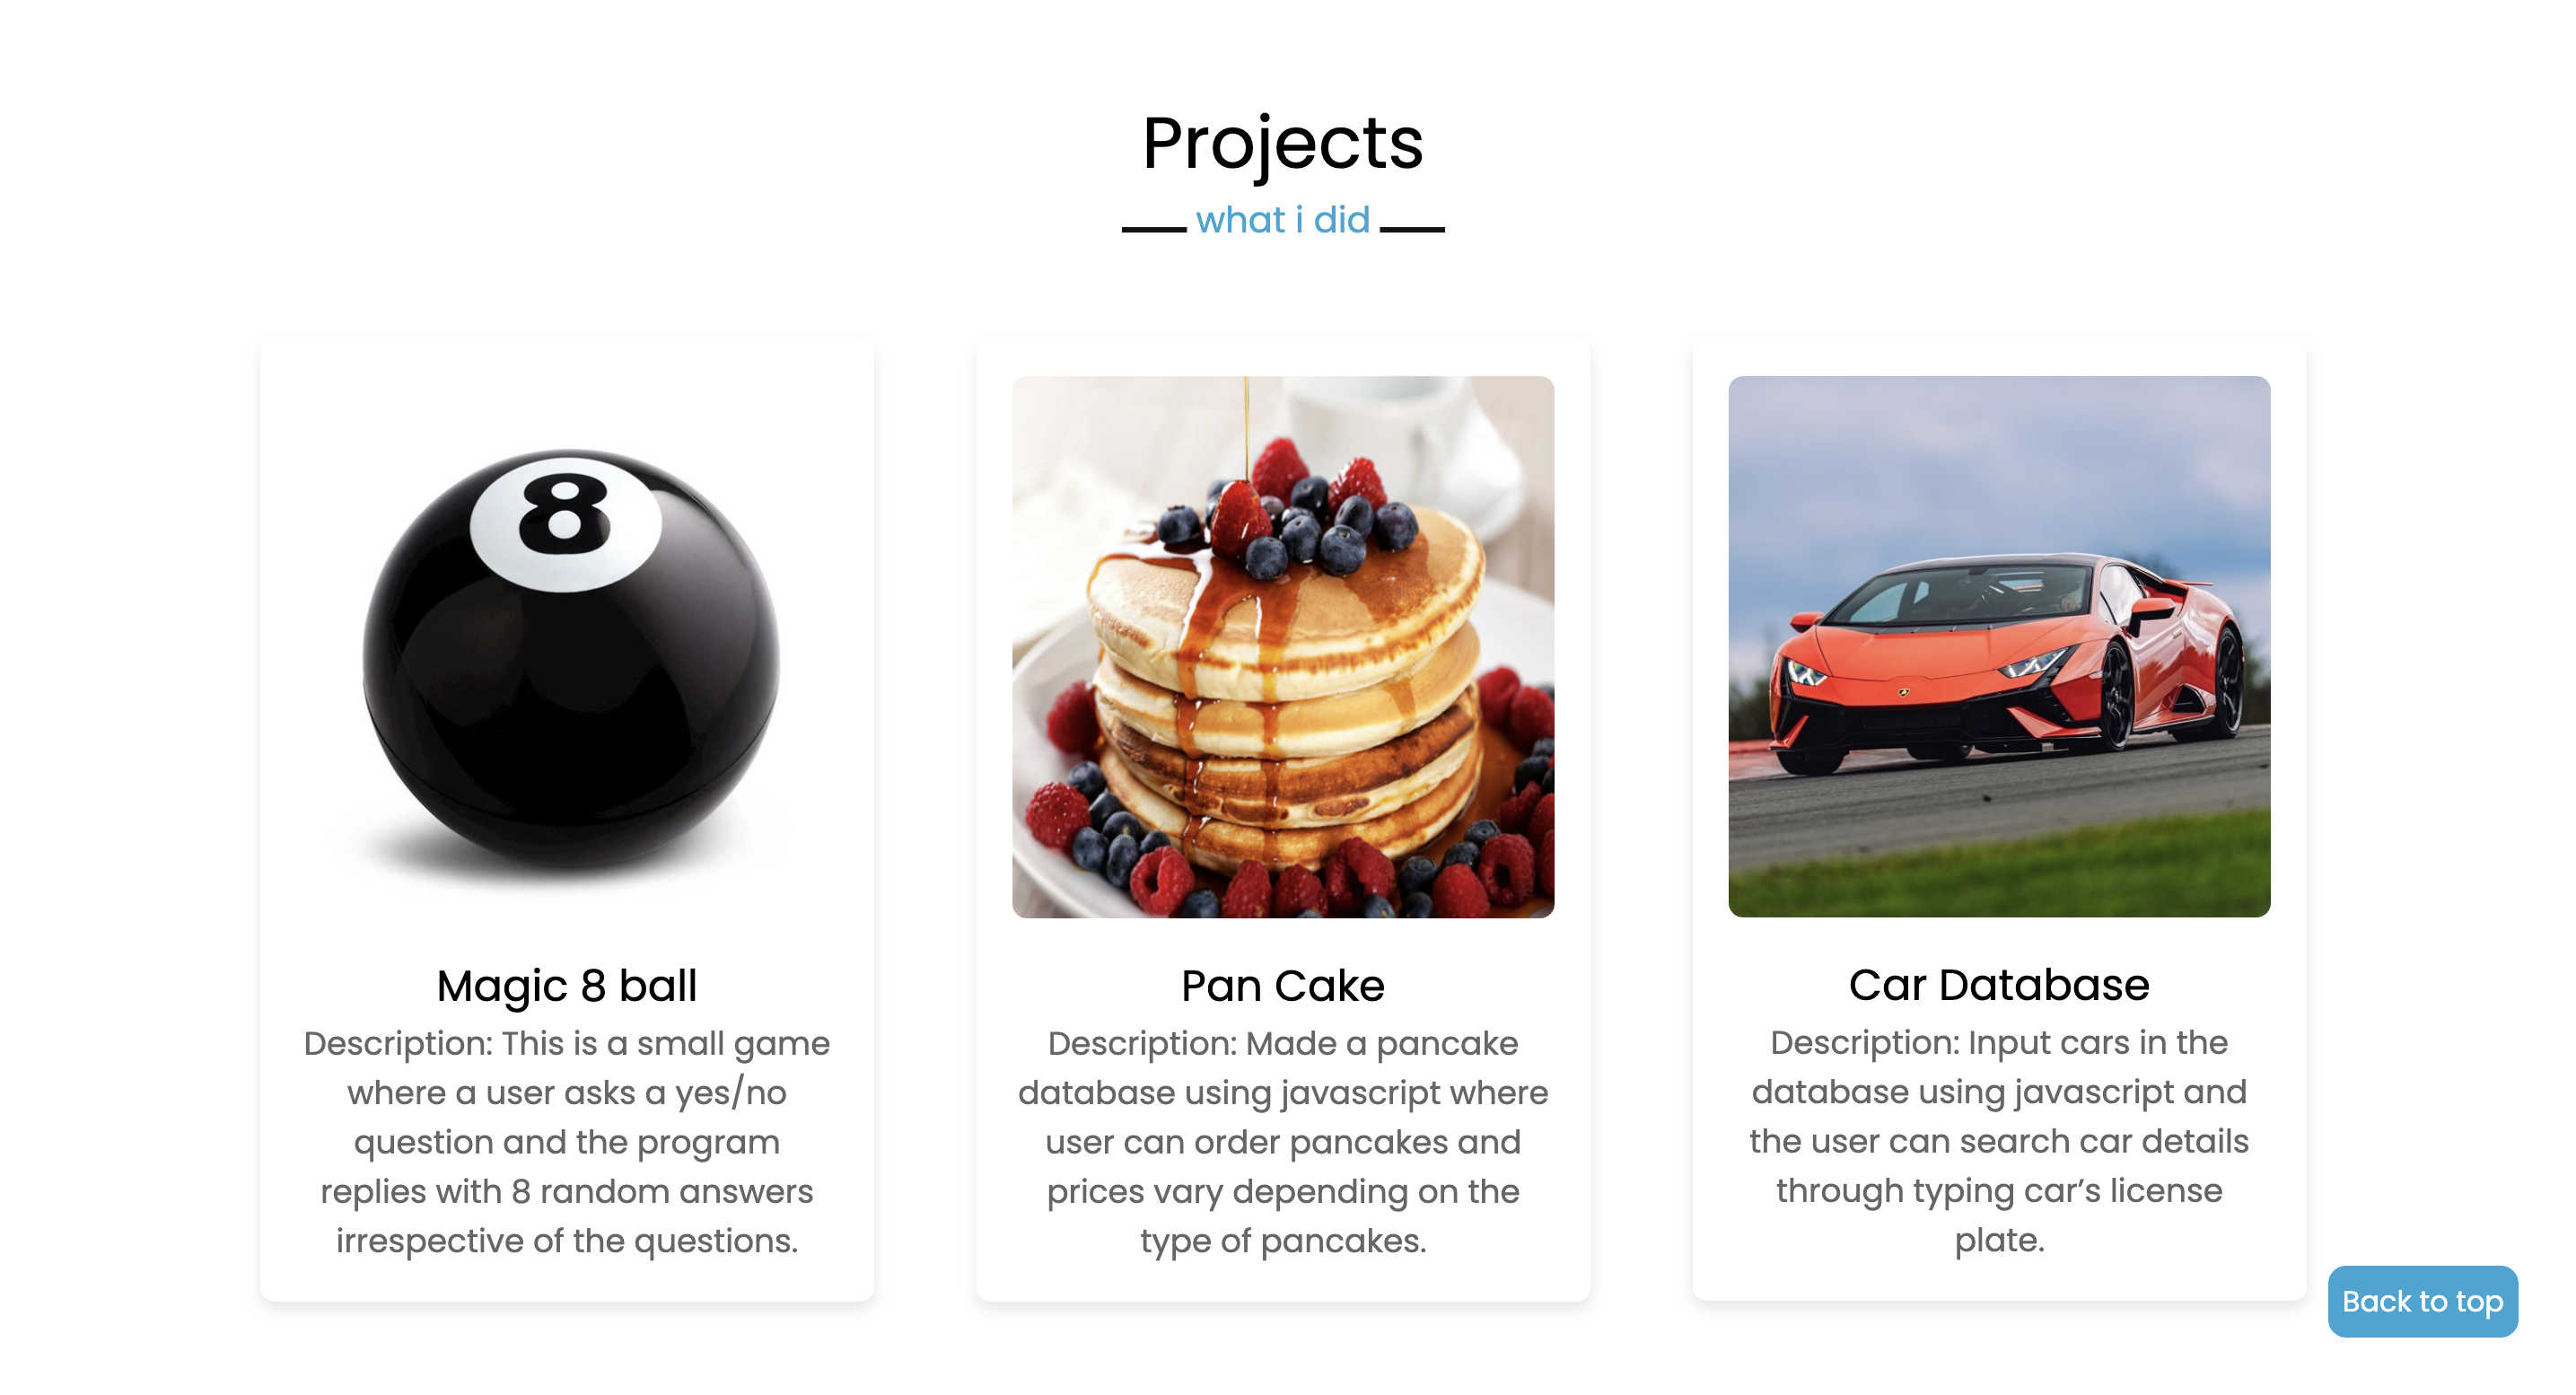 Projects
what i did
8
Magic 8 ball
Description: This is a small game
where a user asks a yes/no
question and the program
replies with 8 random answers
irrespective of the questions.
Pan Cake
Description: Made a pancake
database using javascript where
user can order pancakes and
prices vary depending on the
type of pancakes.
Car Database
Description: Input cars in the
database using javascript and
the user can search car details
through typing car’s license
plate.
Back to top